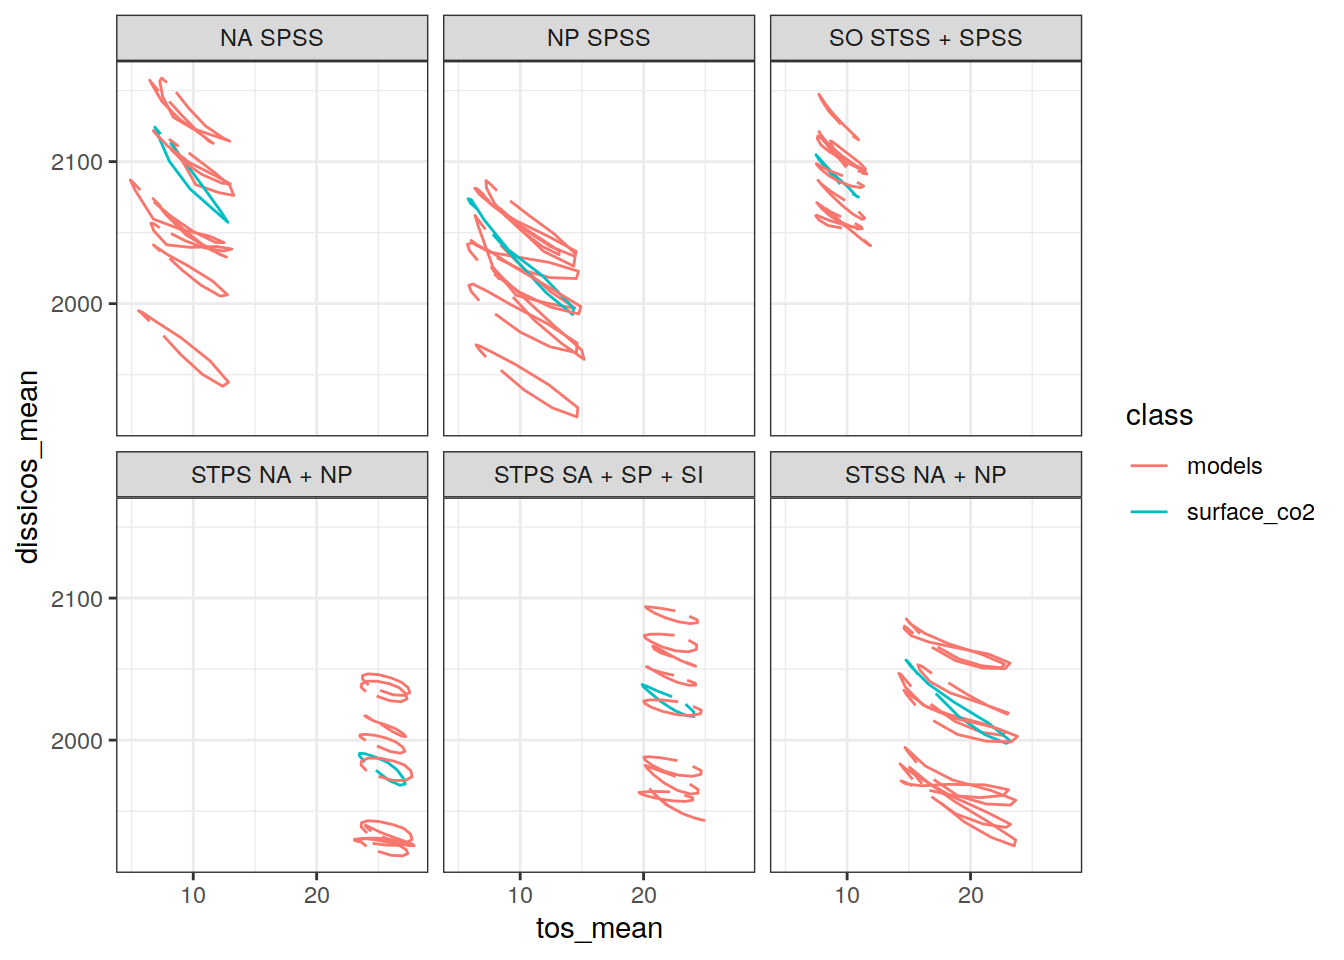 NA SPSS
NP SPSS
SO STSS + SPSS
2100
2000
STPS NA + NP
STPS SA + SP + SI
STSS NA + NP
2100
2000
10
20
10
20
10
20
tos_mean
dissicos_mean
class
models
surface_co2